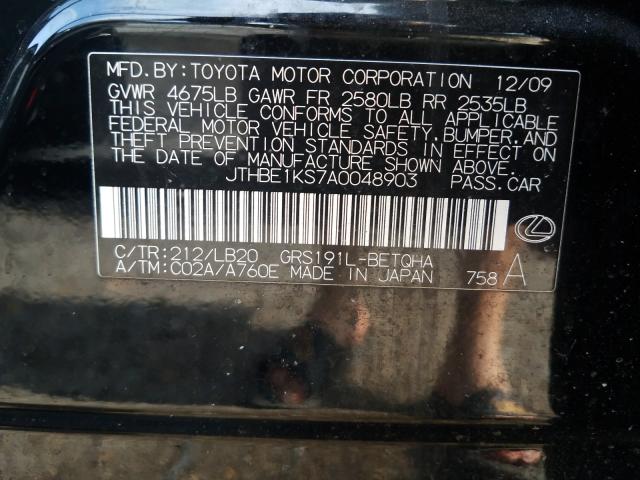 MFD. BY: TOYOTA MOTOR CORPORATION 12/09
GVWR 4675LB GAWR FR 2580LB RR 2535LB
THIS VEHICLE CONFORMS TO ALL APPLICABLE
FEDERAL MOTOR VEHICLE SAFETY, BUMPER, AND
THEFT PREVENTION STANDARDS IN EFFECT ON
THE DATE OF MANUFACTURE SHOWN ABOVE.
JTHBE1KS7A0048903 PASS. CAR
C/TR: 212/LB20 GRS191L-BETQHA
A/TM: C02A/A760E MADE IN JAPAN 758 A